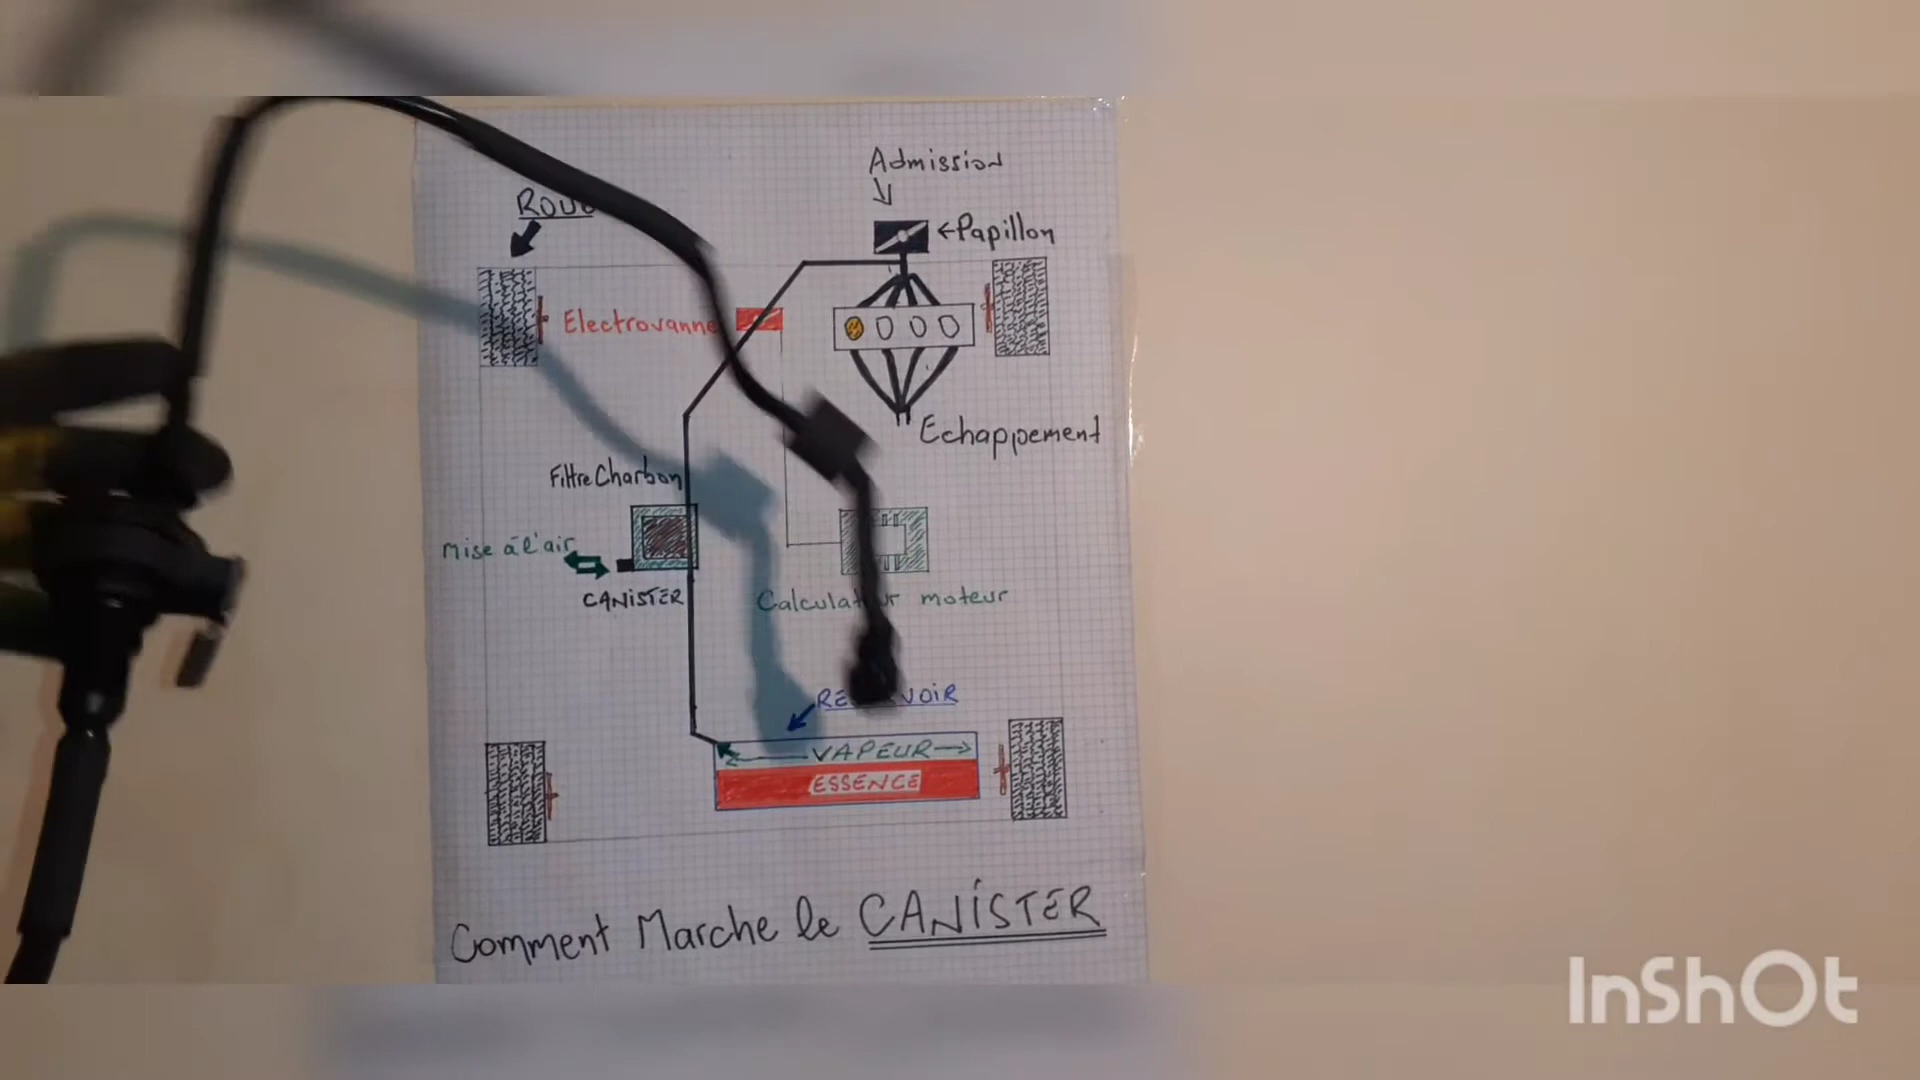 Admission
←Papillon
Electrovanne
Echappement
Filtre Charbon
Mise à l'air
CANISTER
moteur
VAPEUR
ESSENCE
Comment Marche le CANISTER
InShOt